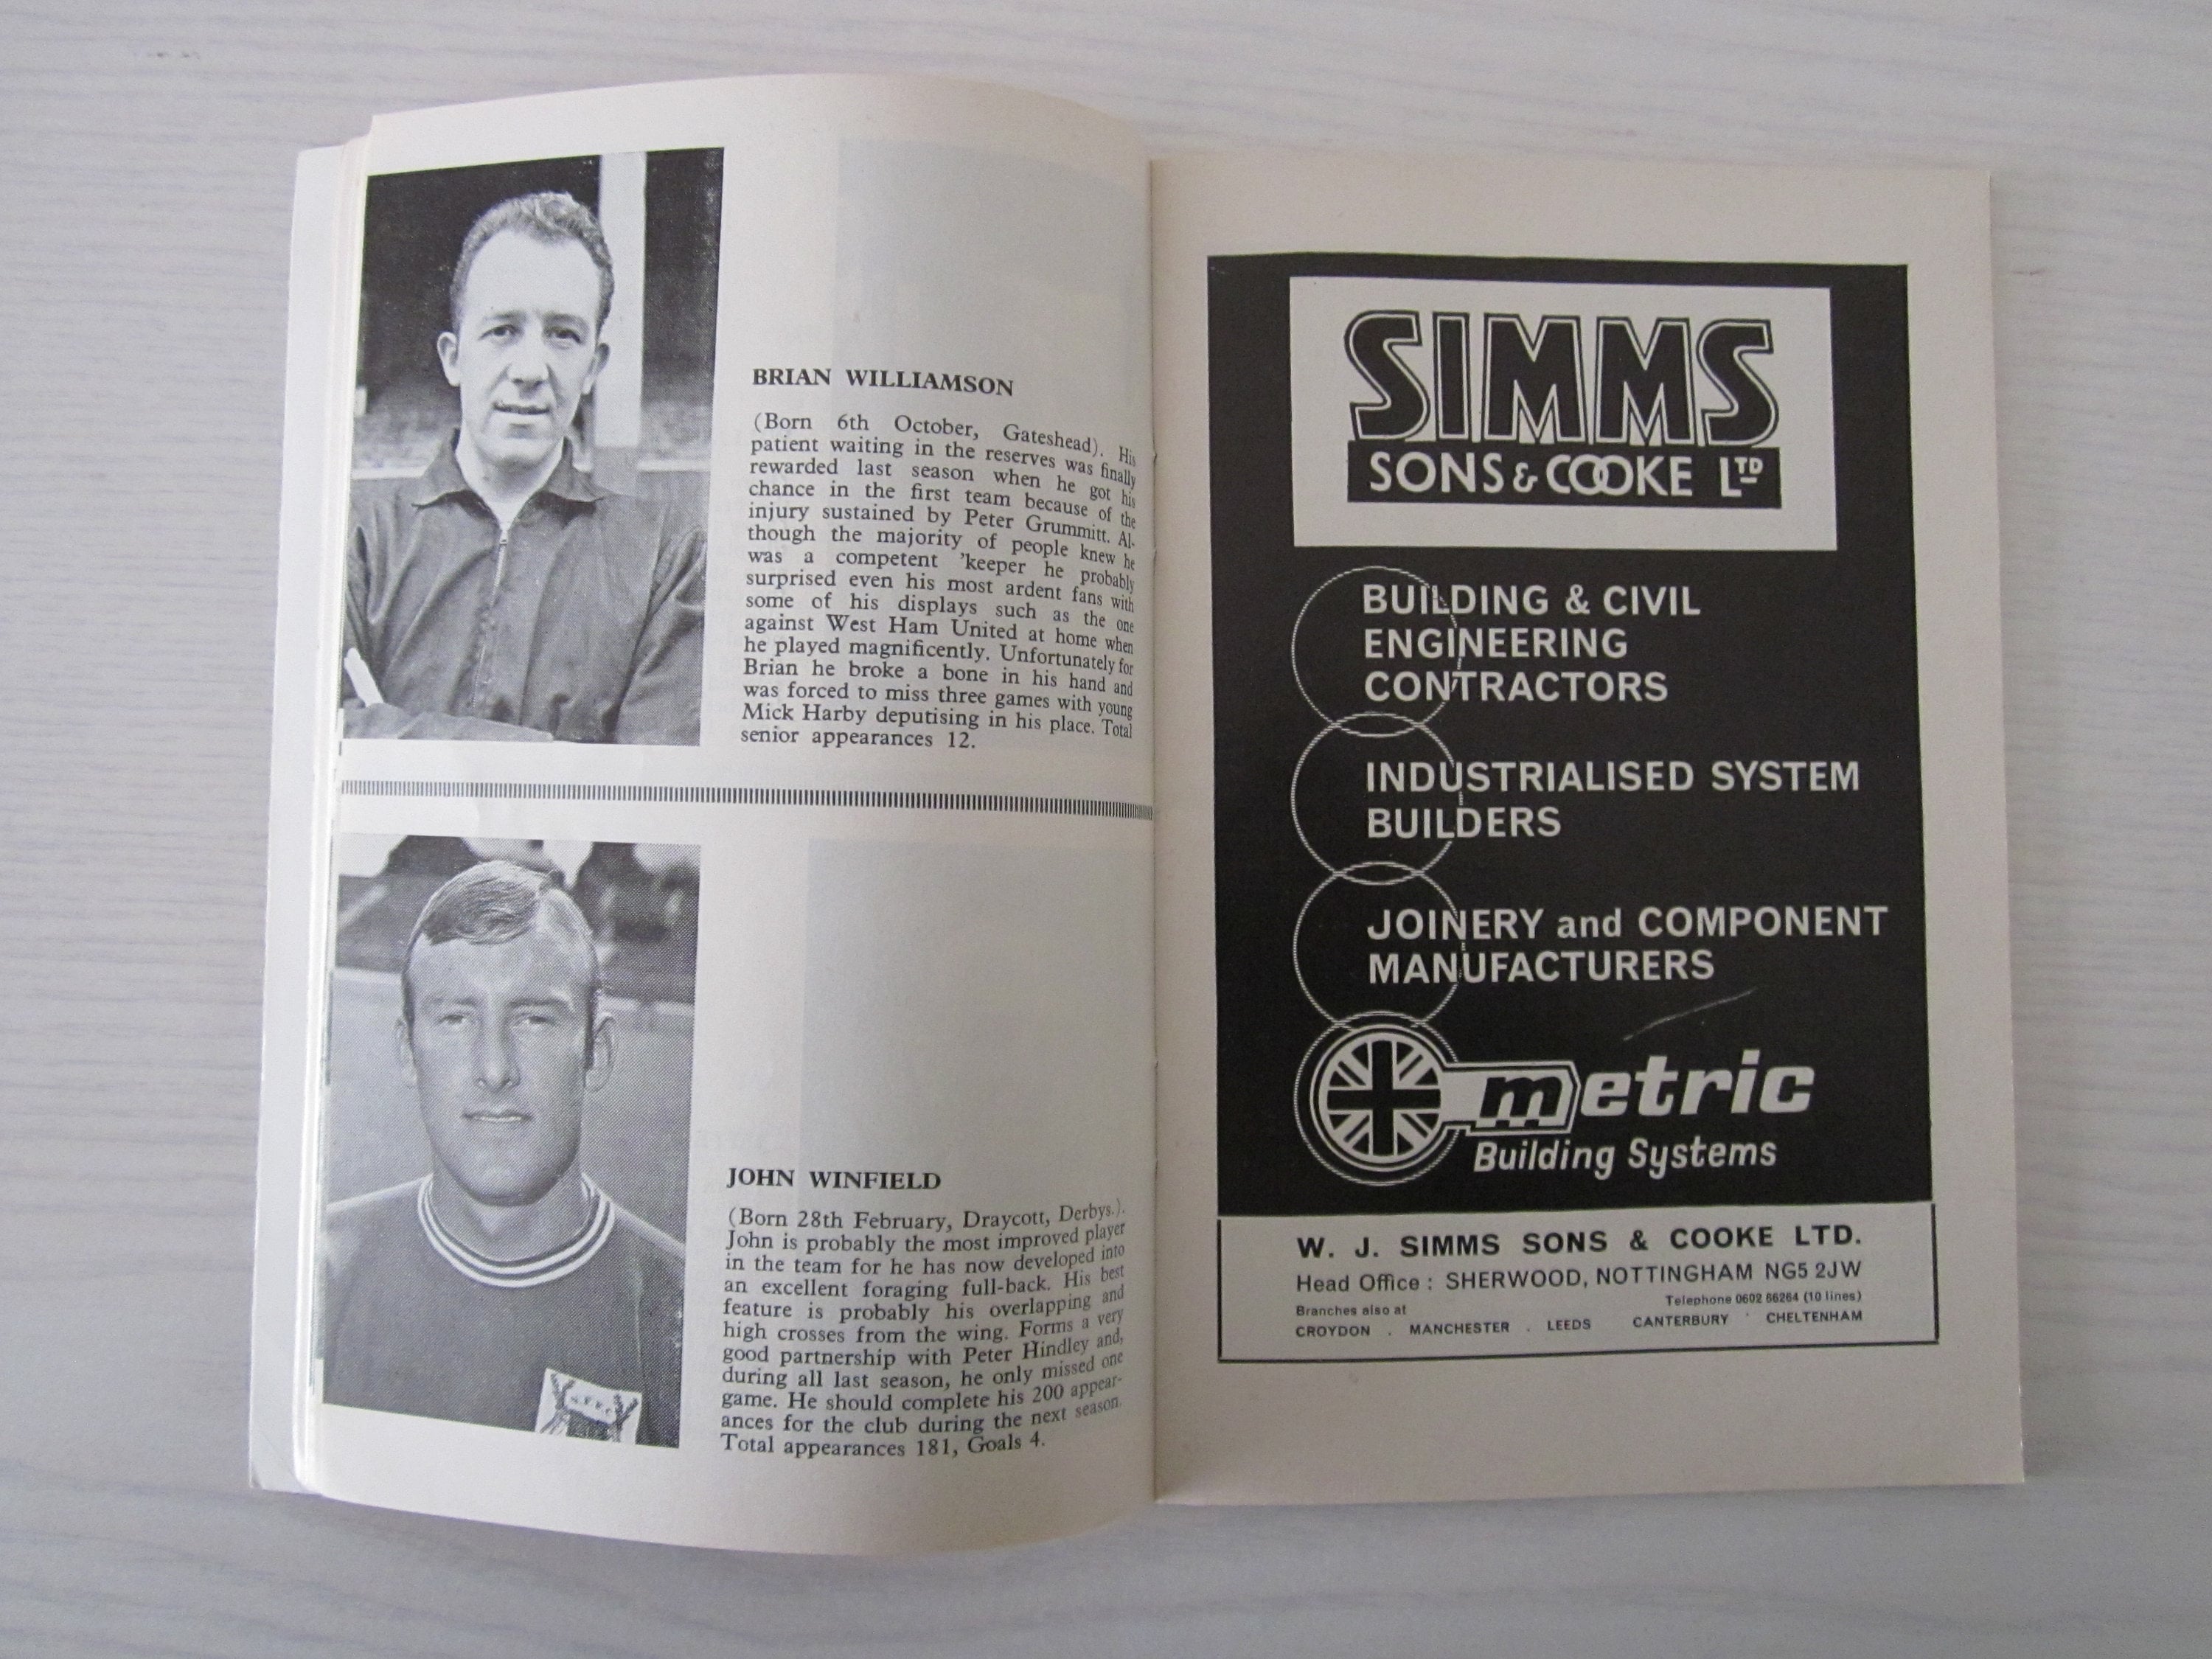 BRIAN WILLIAMSON
(Born 6th October, Gateshead). His
patient waiting in the reserves was finally
rewarded last season when he got his
chance in the first team because of the
injury sustained by Peter Grummitt. Al-
though the majority of people knew he
was a competent 'keeper he probably
surprised even his most ardent fans with
some of his displays such as the one
against West Ham United at home when
he played magnificently. Unfortunately for
Brian he broke a bone in his hand and
was forced to miss three games with young
Mick Harby deputising in his place. Total
senior appearances 12.
N.F.F.C.
JOHN WINFIELD
(Born 28th February, Draycott, Derbys.).
John is probably the most improved player
in the team for he has now developed into
an excellent foraging full-back. His best
feature is probably his overlapping and
high crosses from the wing. Forms a very
good partnership with Peter Hindley and,
during all last season, he only missed one
game. He should complete his 200 appear-
ances for the club during the next season.
Total appearances 181, Goals 4.
SIMMS
SONS & COOKE LTD
BUILDING & CIVIL
ENGINEERING
CONTRACTORS
INDUSTRIALISED SYSTEM
BUILDERS
JOINERY and COMPONENT
MANUFACTURERS
metric
Building Systems
W. J. SIMMS SONS & COOKE LTD.
Head Office : SHERWOOD, NOTTINGHAM NG5 2JW
Telephone 0602 66264 (10 lines)
Branches also at
CROYDON . MANCHESTER . LEEDS CANTERBURY · CHELTENHAM